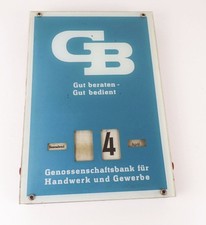 GB
Gut beraten -
Gut bedient
4
Genossenschaftsbank für
Handwerk und Gewerbe